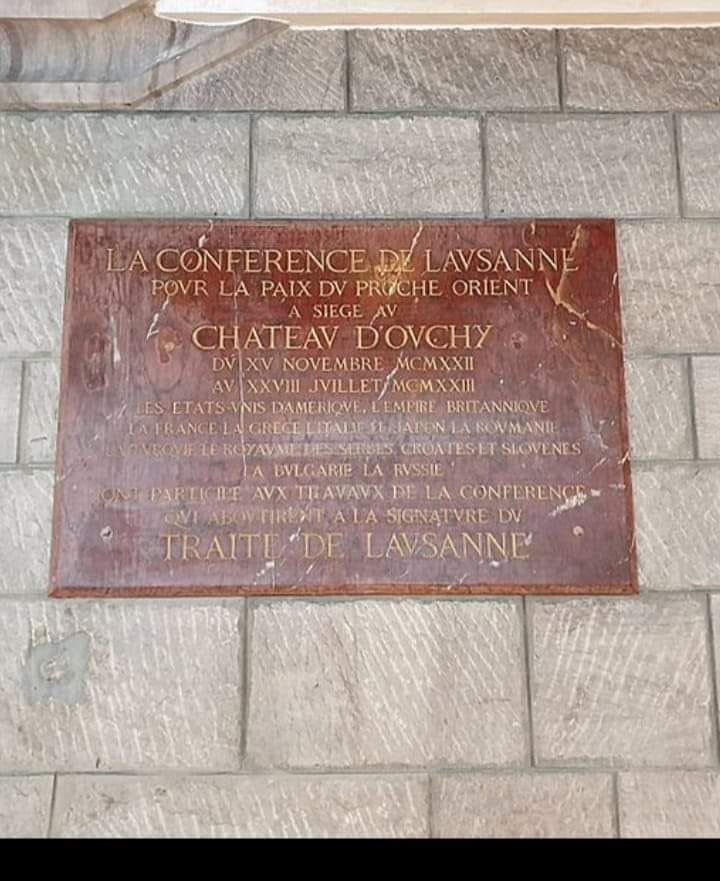 LA CONFERENCE DE LAVSANNE
POVR LA PAIX DV PROCHE ORIENT
A SIEGE AV
CHATEAV D'OVCHY
DV XV NOVEMBRE MCMXXII
AV XXVIII JVILLET MCMXXIII
LES ETATS-VNIS D'AMERIQVE, L'EMPIRE BRITANNIQVE
LA FRANCE LA GRECE L'ITALIE LE JAPON LA ROVMANIE
LA TVRQVIE LE ROYAVME DES SERBES, CROATES ET SLOVENES
LA BVLGARIE LA RVSSIE
ONT PARTICIPE AVX TRAVAVX DE LA CONFERENCE
QVI ABOVTIRENT A LA SIGNATVRE DV
TRAITE DE LAVSANNE